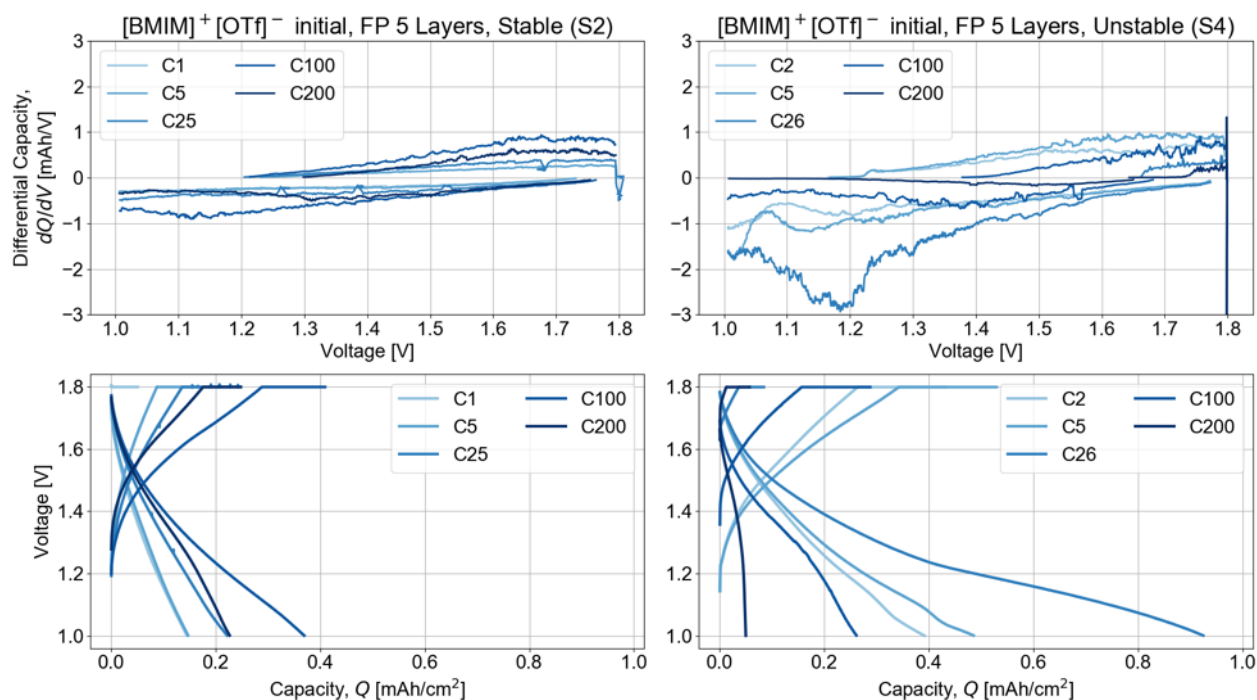 [BMIM]⁺[OTf]⁻ initial, FP 5 Layers, Stable (S2)
[BMIM]⁺[OTf]⁻ initial, FP 5 Layers, Unstable (S4)
Differential Capacity,
dQ/dV [mAh/V]
3
2
1
0
−1
−2
−3
C1
C5
C25
C100
C200
1.0 1.1 1.2 1.3 1.4 1.5 1.6 1.7 1.8
Voltage [V]
3
2
1
0
−1
−2
−3
C2
C5
C26
C100
C200
1.0 1.1 1.2 1.3 1.4 1.5 1.6 1.7 1.8
Voltage [V]
Voltage [V]
1.8
1.6
1.4
1.2
1.0
C1
C5
C25
C100
C200
0.0 0.2 0.4 0.6 0.8 1.0
Capacity, Q [mAh/cm²]
1.8
1.6
1.4
1.2
1.0
C2
C5
C26
C100
C200
0.0 0.2 0.4 0.6 0.8 1.0
Capacity, Q [mAh/cm²]